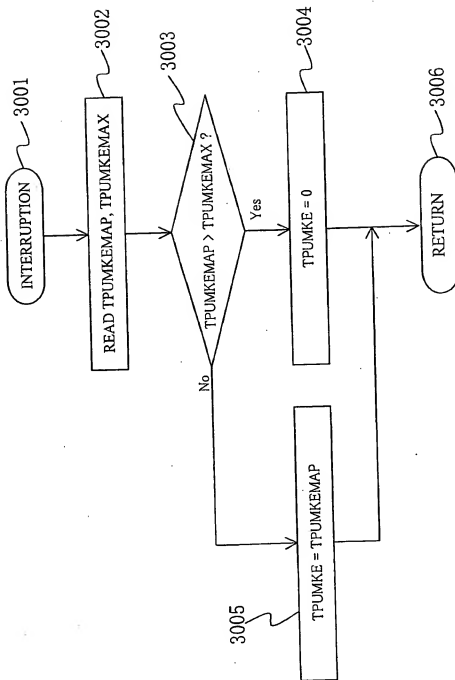 INTERRUPTION
3001
READ TPUMKEMAP, TPUMKEMAX
3002
TPUMKEMAP > TPUMKEMAX ?
3003
No
Yes
TPUMKE = 0
3004
TPUMKE = TPUMKEMAP
3005
RETURN
3006